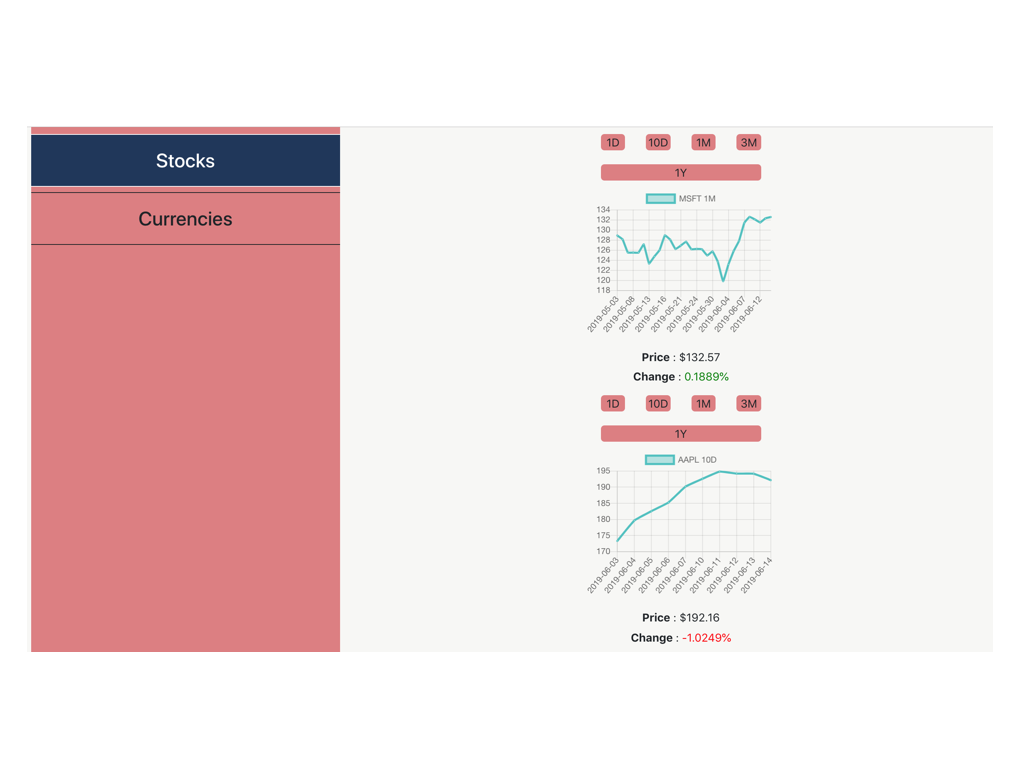 Stocks
Currencies
1D 10D 1M 3M
1Y
MSFT 1M
134
132
130
128
126
124
122
120
118
2019-05-03 2019-05-08 2019-05-13 2019-05-16 2019-05-21 2019-05-24 2019-05-30 2019-06-04 2019-06-07 2019-06-12
Price : $132.57
Change : 0.1889%
1D 10D 1M 3M
1Y
AAPL 10D
195
190
185
180
175
170
2019-06-03 2019-06-04 2019-06-05 2019-06-06 2019-06-07 2019-06-10 2019-06-11 2019-06-12 2019-06-13 2019-06-14
Price : $192.16
Change : -1.0249%